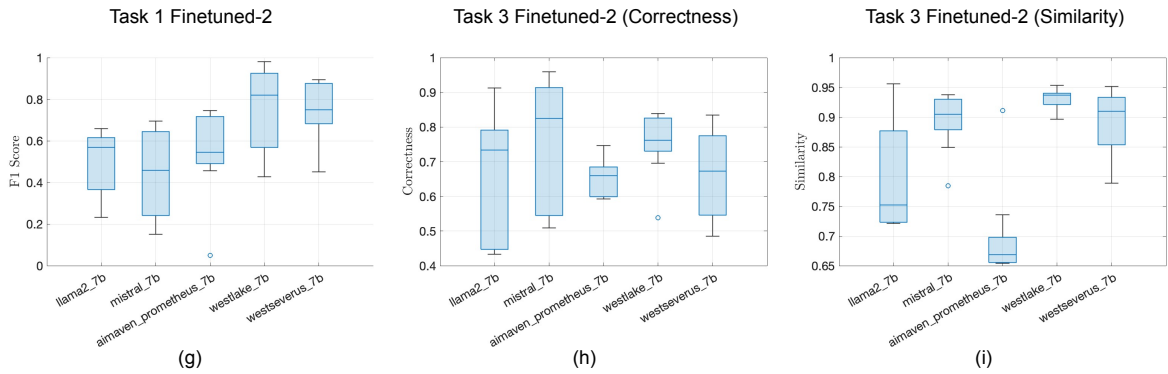 Task 1 Finetuned-2
F1 Score
1
0.8
0.6
0.4
0.2
0
llama2_7b
mistral_7b
aimaven_prometheus_7b
westlake_7b
westseverus_7b
(g)
Task 3 Finetuned-2 (Correctness)
Correctness
1
0.9
0.8
0.7
0.6
0.5
0.4
llama2_7b
mistral_7b
aimaven_prometheus_7b
westlake_7b
westseverus_7b
(h)
Task 3 Finetuned-2 (Similarity)
Similarity
1
0.95
0.9
0.85
0.8
0.75
0.7
0.65
llama2_7b
mistral_7b
aimaven_prometheus_7b
westlake_7b
westseverus_7b
(i)